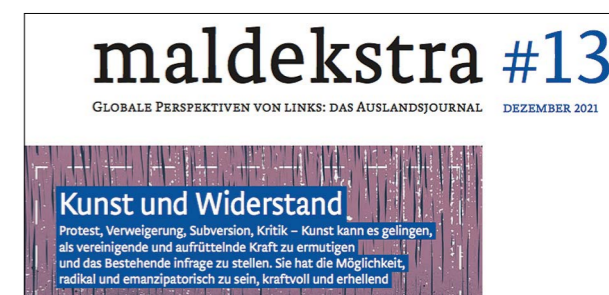 maldekstra #13
GLOBALE PERSPEKTIVEN VON LINKS: DAS AUSLANDSJOURNAL DEZEMBER 2021
Kunst und Widerstand
Protest, Verweigerung, Subversion, Kritik – Kunst kann es gelingen,
als vereinigende und aufrüttelnde Kraft zu ermutigen
und das Bestehende infrage zu stellen. Sie hat die Möglichkeit,
radikal und emanzipatorisch zu sein, kraftvoll und erhellend